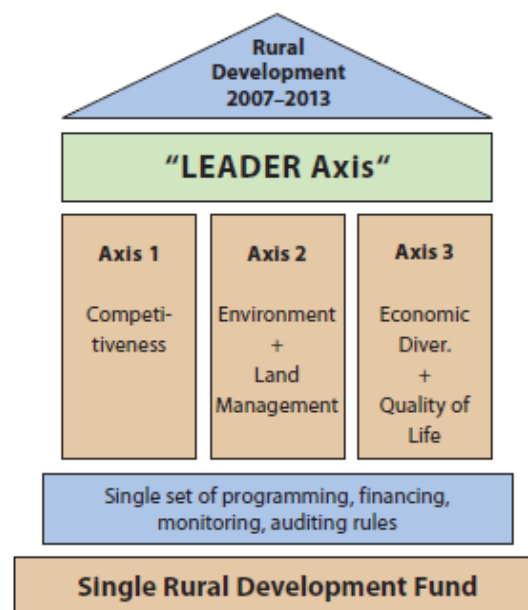 Rural
Development
2007–2013
“LEADER Axis“
Axis 1
Competi-
tiveness
Axis 2
Environment
+
Land
Management
Axis 3
Economic
Diver.
+
Quality of
Life
Single set of programming, financing,
monitoring, auditing rules
Single Rural Development Fund